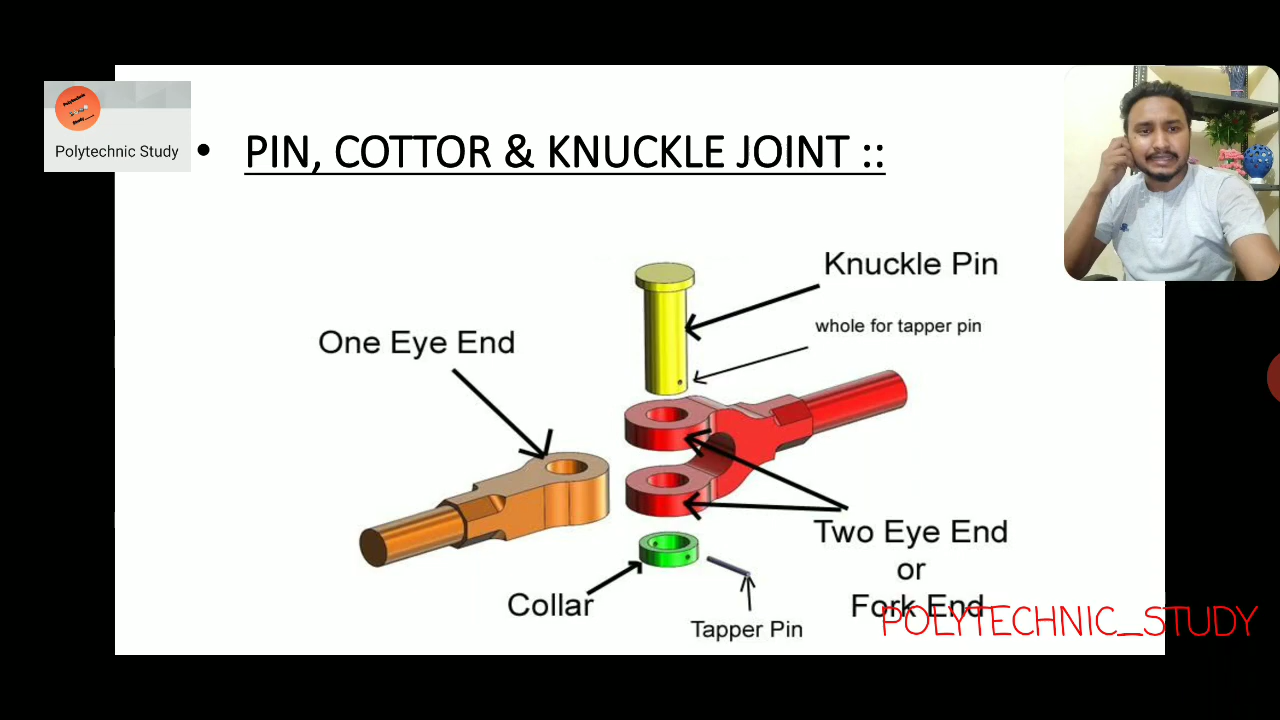 Polytechnic Study
• PIN, COTTOR & KNUCKLE JOINT ::
Knuckle Pin
whole for tapper pin
One Eye End
Two Eye End
or
Fork End
Collar
Tapper Pin
POLYTECHNIC_STUDY